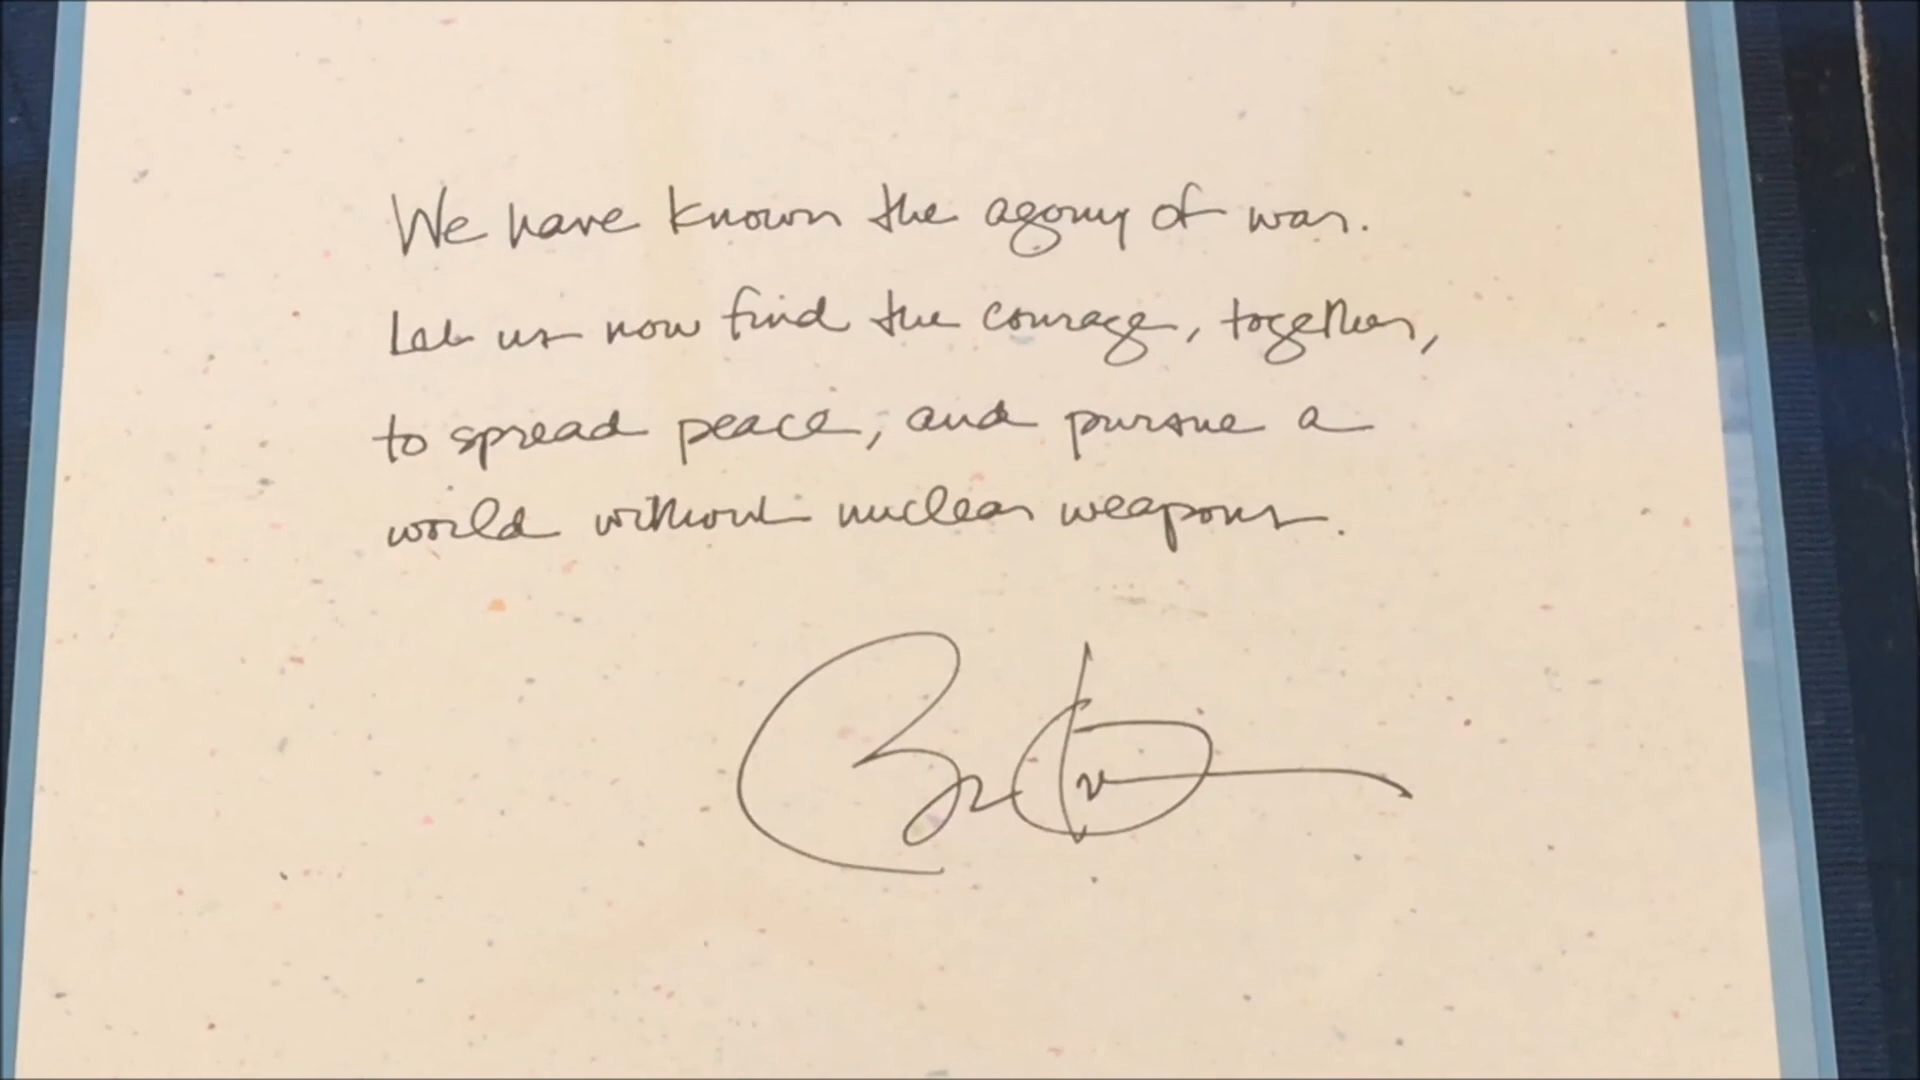 We have known the agony of war.
Let us now find the courage, together,
to spread peace, and pursue a
world without nuclear weapons.